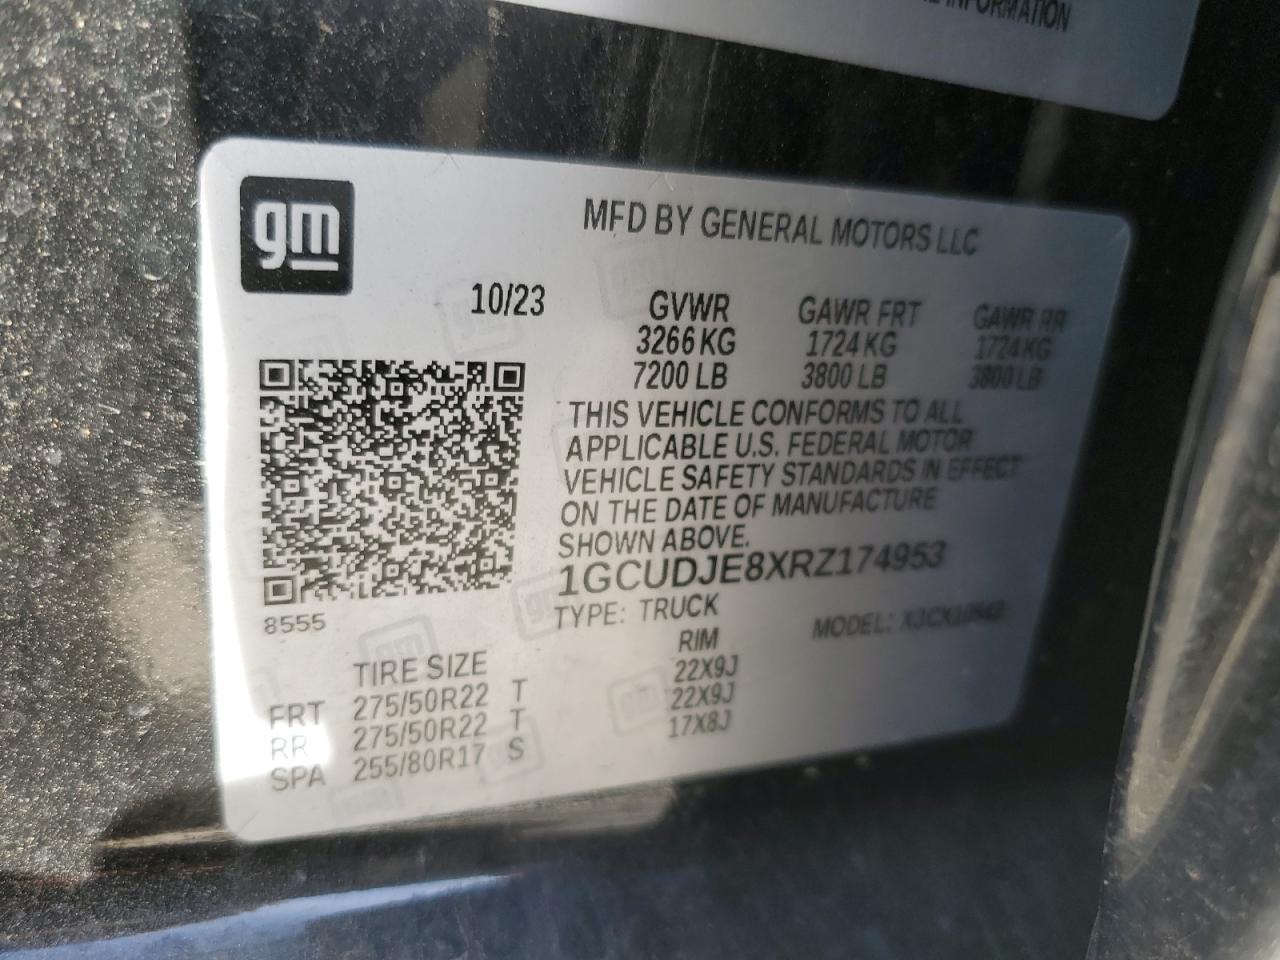 INFORMATION
gm
MFD BY GENERAL MOTORS LLC
10/23
GVWR GAWR FRT GAWR RR
3266 KG 1724 KG 1724 KG
7200 LB 3800 LB 3800 LB
THIS VEHICLE CONFORMS TO ALL
APPLICABLE U.S. FEDERAL MOTOR
VEHICLE SAFETY STANDARDS IN EFFECT
ON THE DATE OF MANUFACTURE
SHOWN ABOVE.
1GCUDJE8XRZ174953
TYPE: TRUCK MODEL:
8555
TIRE SIZE RIM
FRT 275/50R22 T 22X9J
RR 275/50R22 T 22X9J
SPA 255/80R17 S 17X8J